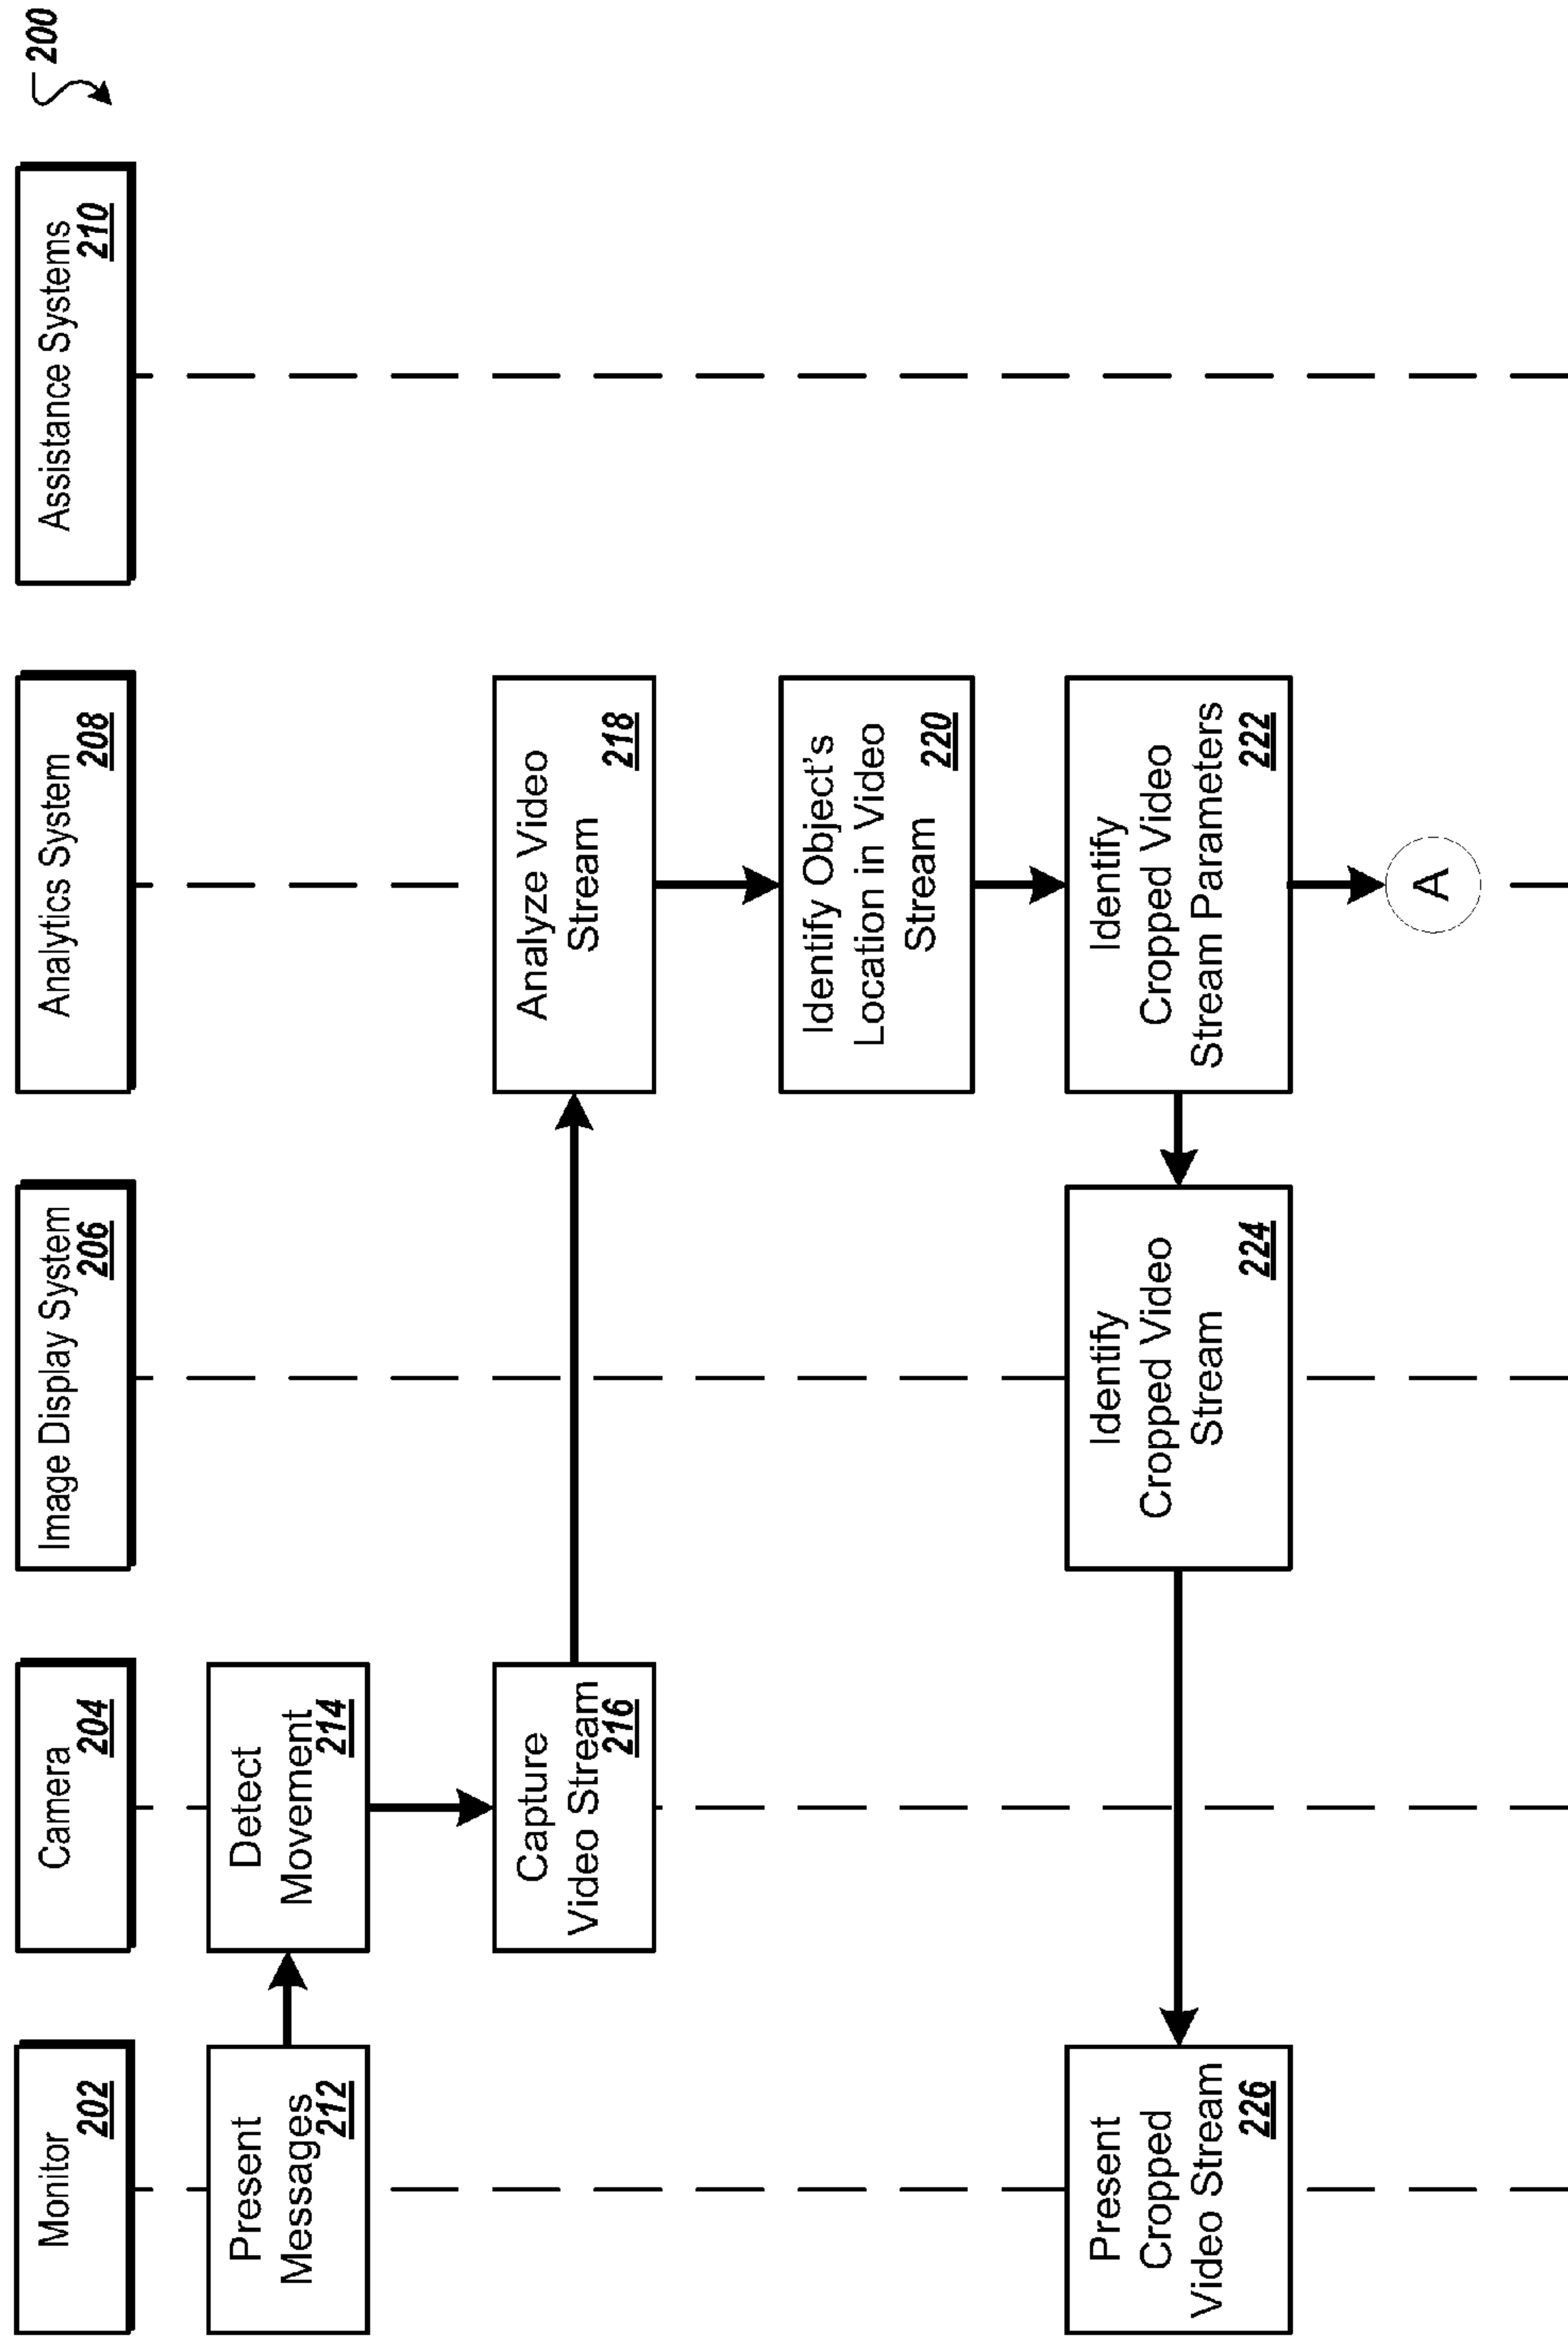 200
Monitor
202
Camera
204
Image Display System
206
Analytics System
208
Assistance Systems
210
Present
Messages
212
Detect
Movement
214
Capture
Video Stream
216
Analyze Video
Stream
218
Identify Object's
Location in Video
Stream
220
Identify
Cropped Video
Stream Parameters
222
Identify
Cropped Video
Stream
224
Present
Cropped
Video Stream
226
A